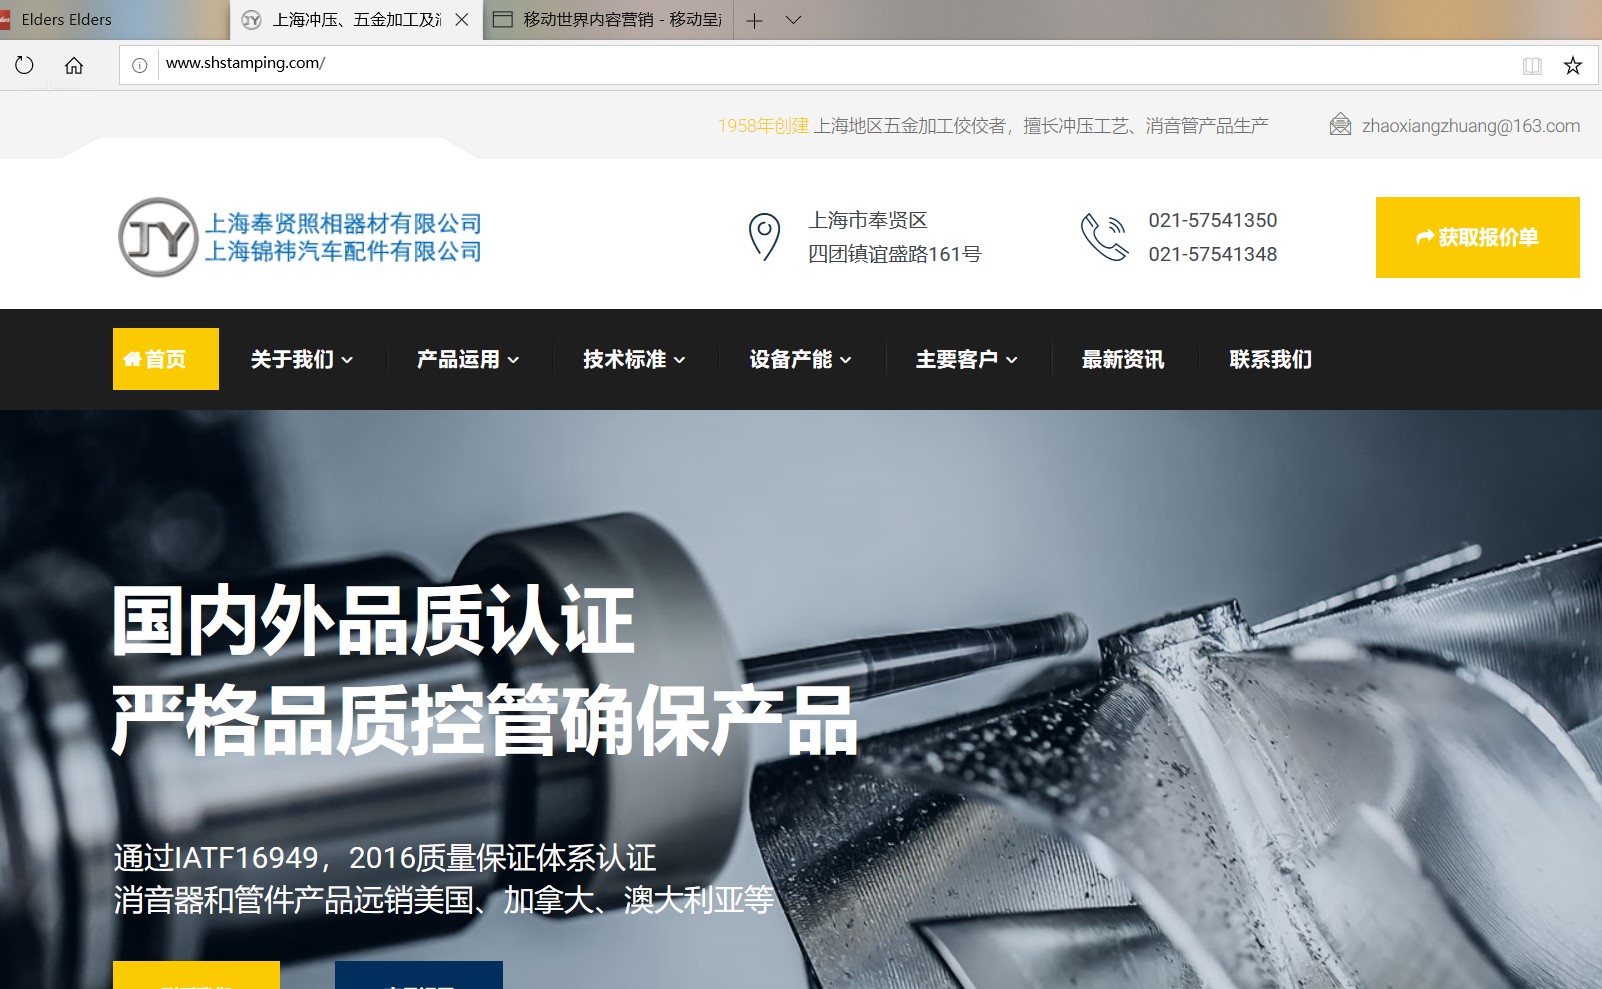 Elders Elders
上海冲压、五金加工及
移动世界内容营销 - 移动呈
www.shstamping.com/
1958年创建 上海地区五金加工佼佼者，擅长冲压工艺、消音管产品生产
zhaoxiangzhuang@163.com
JY
上海奉贤照相器材有限公司
上海锦祎汽车配件有限公司
上海市奉贤区
四团镇谊盛路161号
021-57541350
021-57541348
获取报价单
首页
关于我们
产品运用
技术标准
设备产能
主要客户
最新资讯
联系我们
国内外品质认证
严格品质控管确保产品
通过IATF16949，2016质量保证体系认证
消音器和管件产品远销美国、加拿大、澳大利亚等